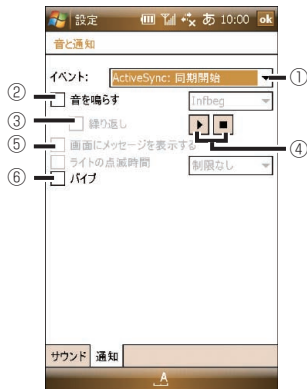 設定 あ 10:00 ok
音と通知
イベント: ActiveSync: 同期開始 ①
② 音を鳴らす Infbeg
③ 繰り返し
④
⑤ 画面にメッセージを表示する
ライトの点滅時間 制限なし
⑥ バイブ
サウンド 通知
A